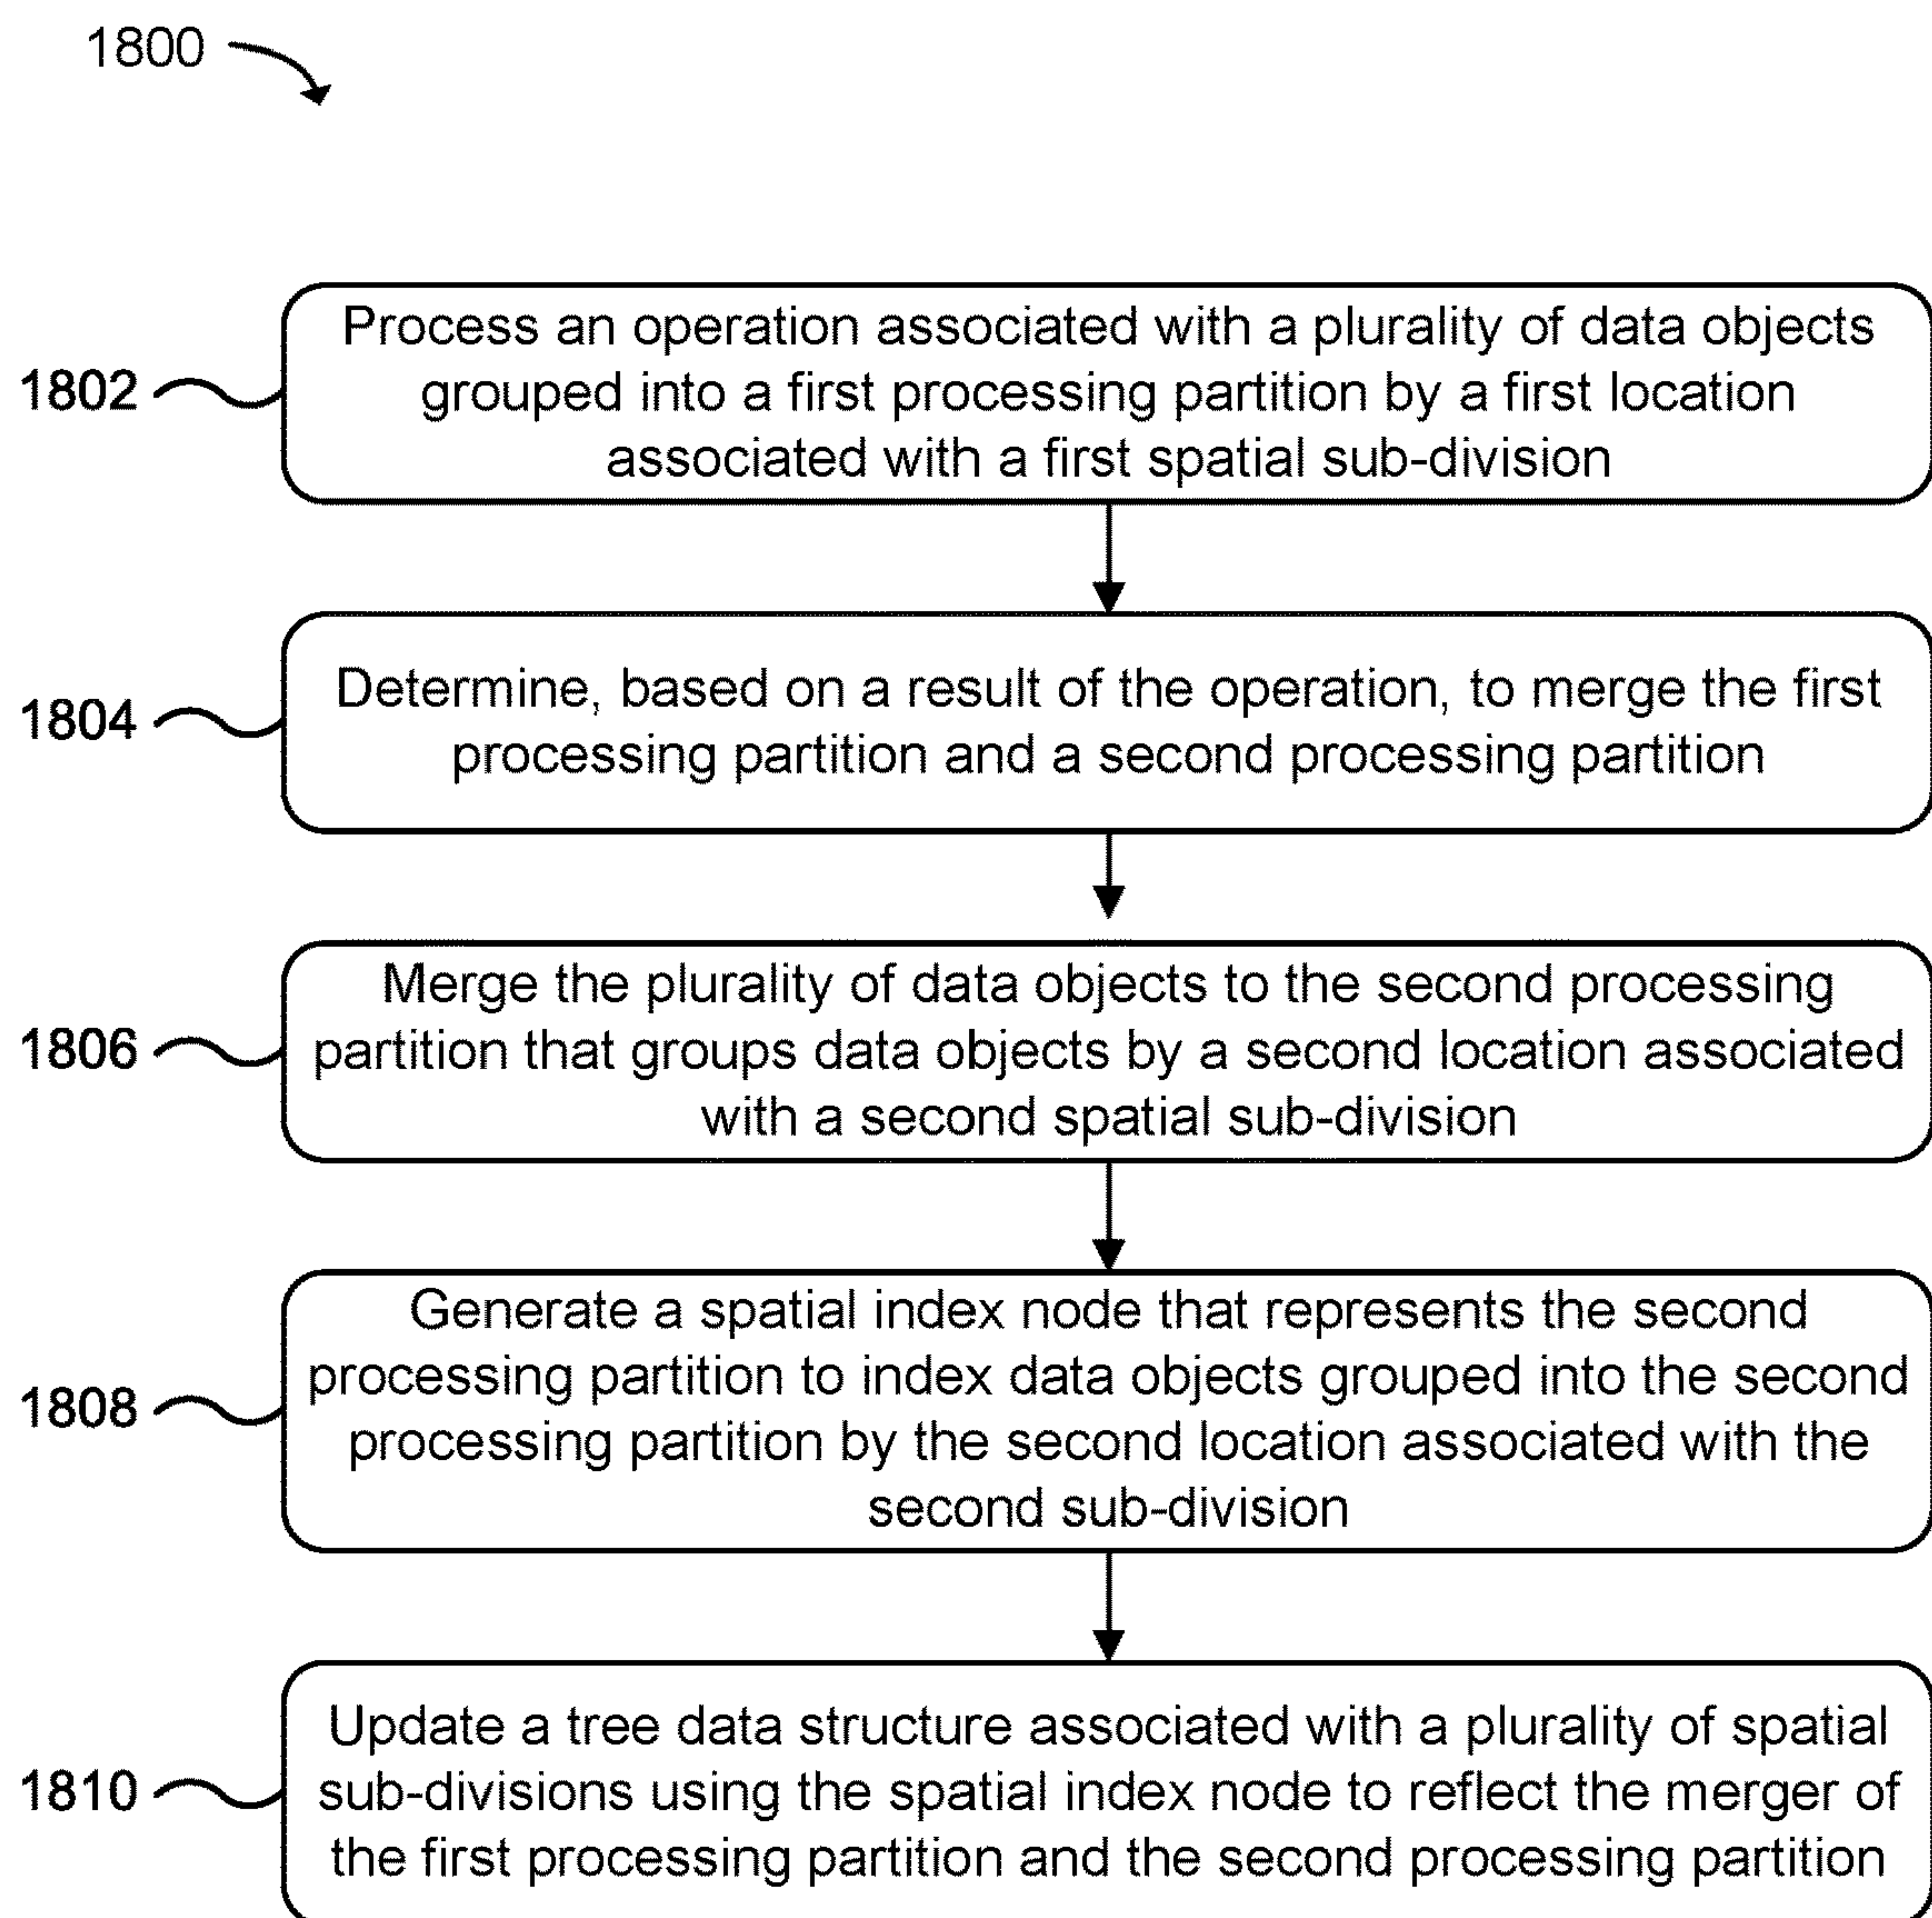 1800
Process an operation associated with a plurality of data objects
grouped into a first processing partition by a first location
associated with a first spatial sub-division
1802
Determine, based on a result of the operation, to merge the first
processing partition and a second processing partition
1804
Merge the plurality of data objects to the second processing
partition that groups data objects by a second location associated
with a second spatial sub-division
1806
Generate a spatial index node that represents the second
processing partition to index data objects grouped into the second
processing partition by the second location associated with the
second sub-division
1808
Update a tree data structure associated with a plurality of spatial
sub-divisions using the spatial index node to reflect the merger of
the first processing partition and the second processing partition
1810